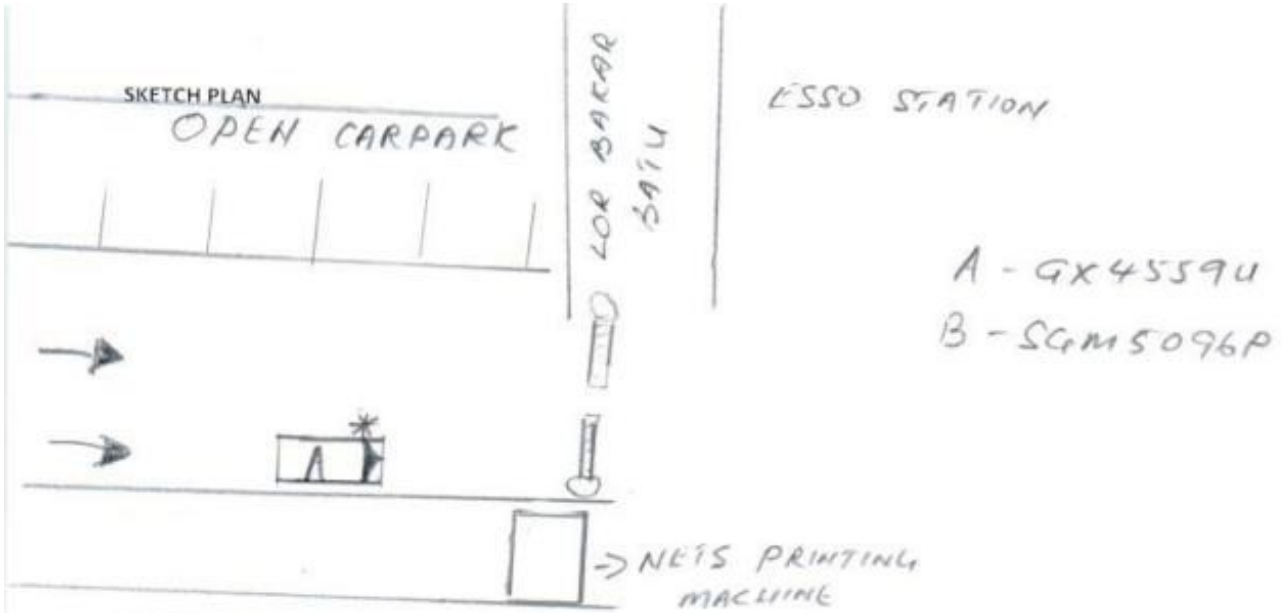 SKETCH PLAN
OPEN CARPARK
LOR BAKAR
BATU
ESSO STATION
A - GX4559U
B - SGM5096P
A
→ NETS PRINTING
MACHINE